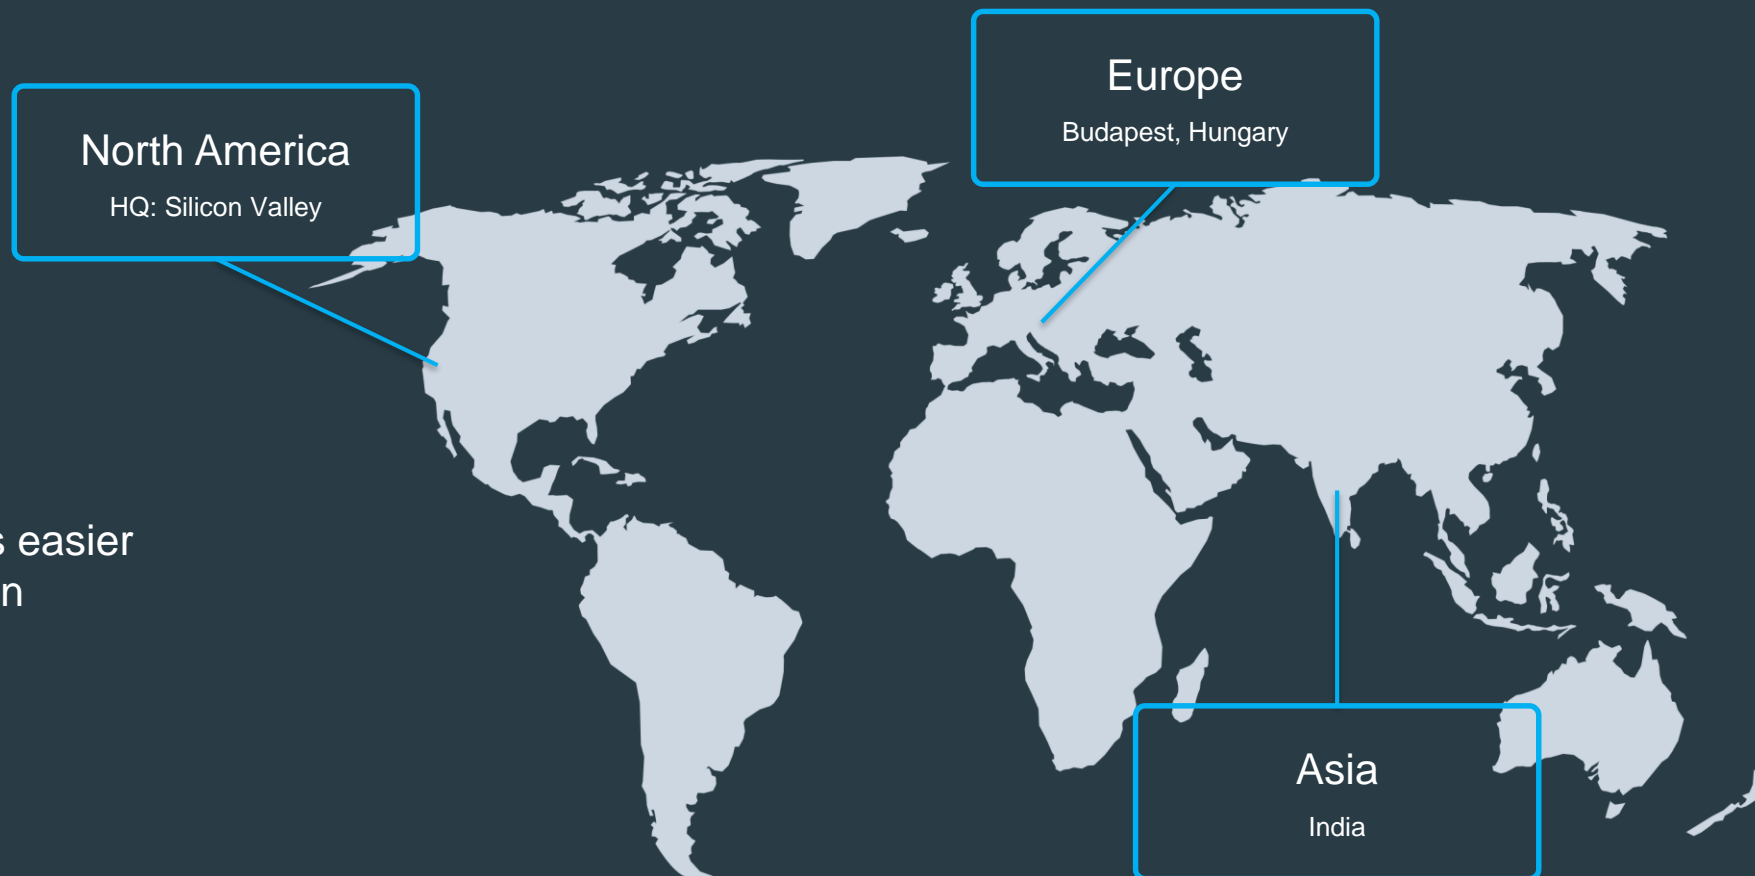 Europe
Budapest, Hungary
North America
HQ: Silicon Valley
easier
Asia
India